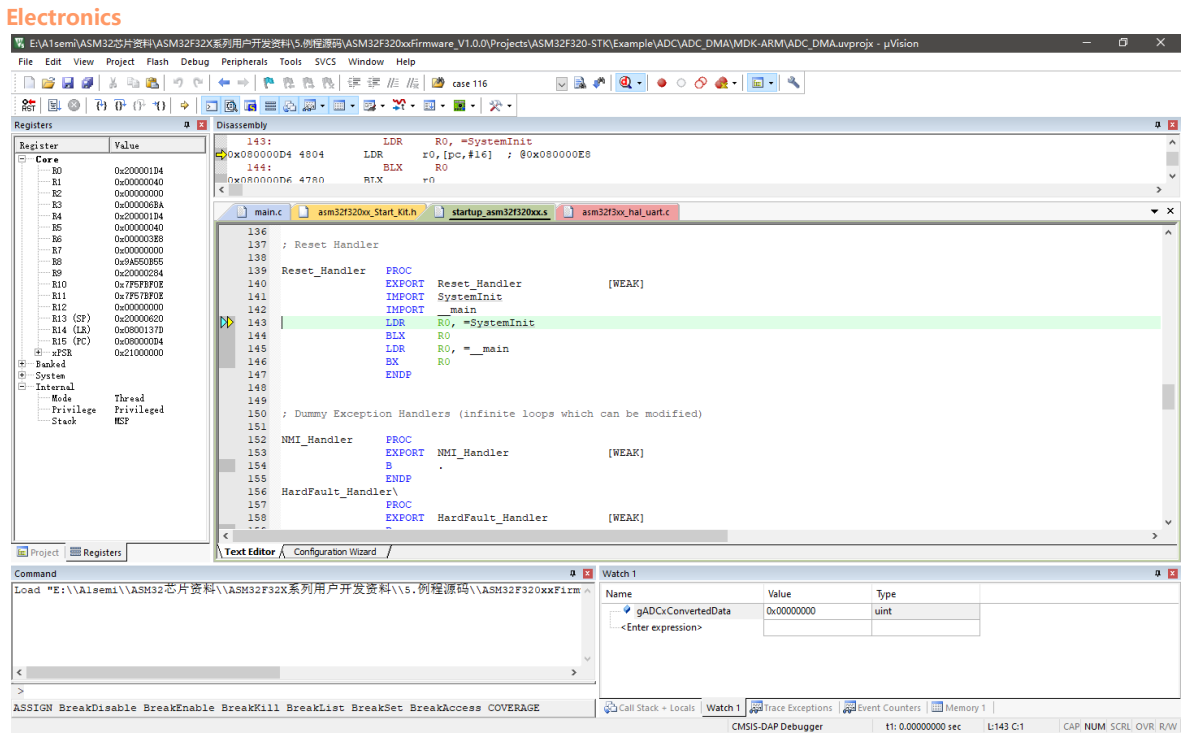 Electronics
E:\A1semi\ASM32芯片资料\ASM32F32X系列用户开发资料\5.例程源码\ASM32F320xxFirmware_V1.0.0\Projects\ASM32F320-STK\Example\ADC\ADC_DMA\MDK-ARM\ADC_DMA.uvprojx - µVision
File Edit View Project Flash Debug Peripherals Tools SVCS Window Help
case 116
RST
Registers
Register Value
Core
R0 0x200001D4
R1 0x00000040
R2 0x00000000
R3 0x000006BA
R4 0x200001D4
R5 0x00000040
R6 0x000003E8
R7 0x00000000
R8 0x9A550B55
R9 0x20000284
R10 0x7F5FBF0E
R11 0x7F57BF0E
R12 0x00000000
R13 (SP) 0x20000620
R14 (LR) 0x0800137D
R15 (PC) 0x080000D4
xPSR 0x21000000
Banked
System
Internal
Mode Thread
Privilege Privileged
Stack MSP
Project Registers
Disassembly
143: LDR R0, =SystemInit
0x080000D4 4804 LDR r0,[pc,#16] ; @0x080000E8
144: BLX R0
0x080000D6 4780 BLX r0
main.c asm32f320xx_Start_Kit.h startup_asm32f320xx.s asm32f3xx_hal_uart.c
136
137 ; Reset Handler
138
139 Reset_Handler PROC
140 EXPORT Reset_Handler [WEAK]
141 IMPORT SystemInit
142 IMPORT __main
143 LDR R0, =SystemInit
144 BLX R0
145 LDR R0, =__main
146 BX R0
147 ENDP
148
149
150 ; Dummy Exception Handlers (infinite loops which can be modified)
151
152 NMI_Handler PROC
153 EXPORT NMI_Handler [WEAK]
154 B .
155 ENDP
156 HardFault_Handler\
157 PROC
158 EXPORT HardFault_Handler [WEAK]
Text Editor Configuration Wizard
Command
Load "E:\\A1semi\\ASM32芯片资料\\ASM32F32X系列用户开发资料\\5.例程源码\\ASM32F320xxFirm
>
ASSIGN BreakDisable BreakEnable BreakKill BreakList BreakSet BreakAccess COVERAGE
Watch 1
Name Value Type
gADCxConvertedData 0x00000000 uint
<Enter expression>
Call Stack + Locals Watch 1 Trace Exceptions Event Counters Memory 1
CMSIS-DAP Debugger t1: 0.00000000 sec L:143 C:1 CAP NUM SCRL OVR R/W